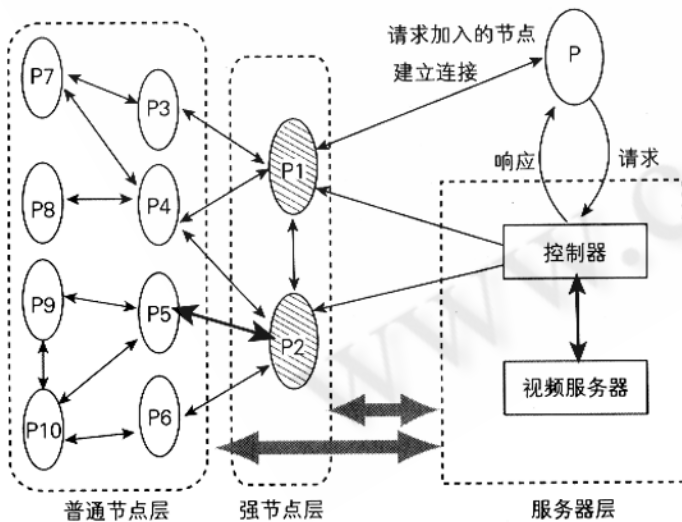 请求加入的节点
建立连接
P
响应
请求
P7
P3
P1
P8
P4
控制器
P9
P5
P2
视频服务器
P10
P6
普通节点层
强节点层
服务器层
www.c